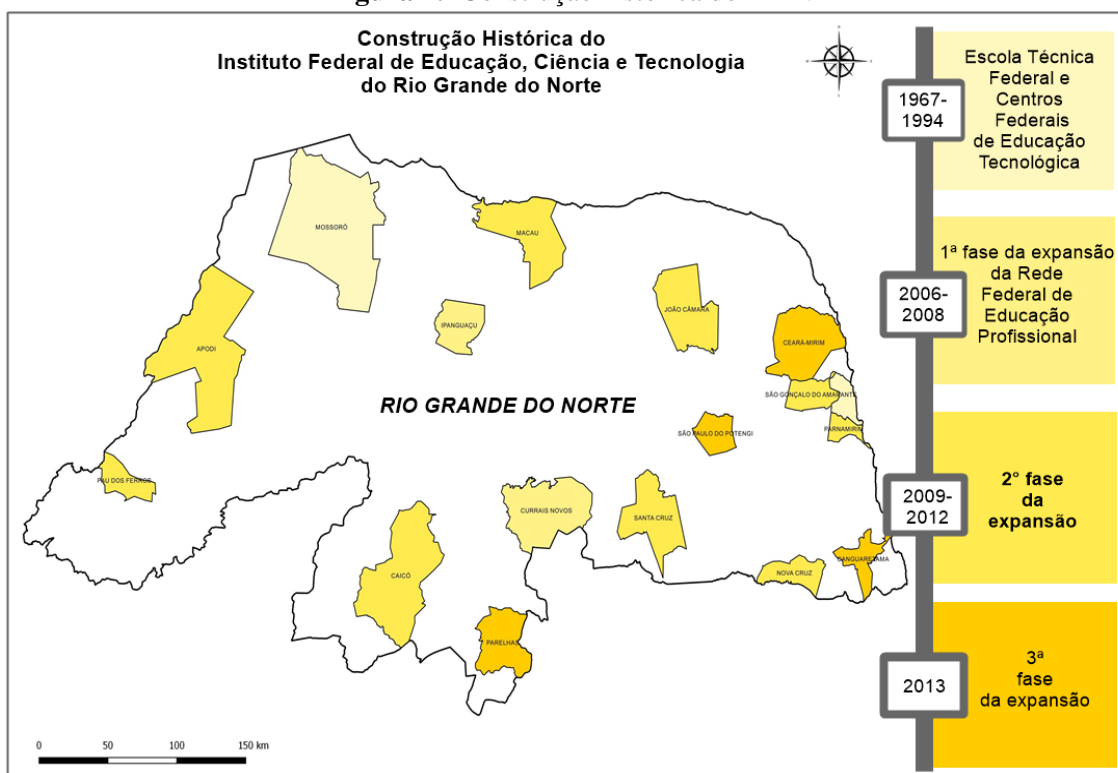 Construção Histórica do
Instituto Federal de Educação, Ciência e Tecnologia
do Rio Grande do Norte
MOSSORÓ
MACAU
IPANGUAÇU
JOÃO CÂMARA
APODI
CEARÁ-MIRIM
SÃO GONÇALO DO AMARANTE
PARNAMIRIM
RIO GRANDE DO NORTE
SÃO PAULO DO POTENGI
PAU DOS FERROS
CURRAIS NOVOS
SANTA CRUZ
CAICÓ
NOVA CRUZ
CANGUARETAMA
PARELHAS
0 50 100 150 km
1967-
1994
Escola Técnica
Federal e
Centros
Federais
de Educação
Tecnológica
2006-
2008
1ª fase da expansão
da Rede
Federal de
Educação
Profissional
2009-
2012
2° fase
da
expansão
2013
3ª
fase
da expansão